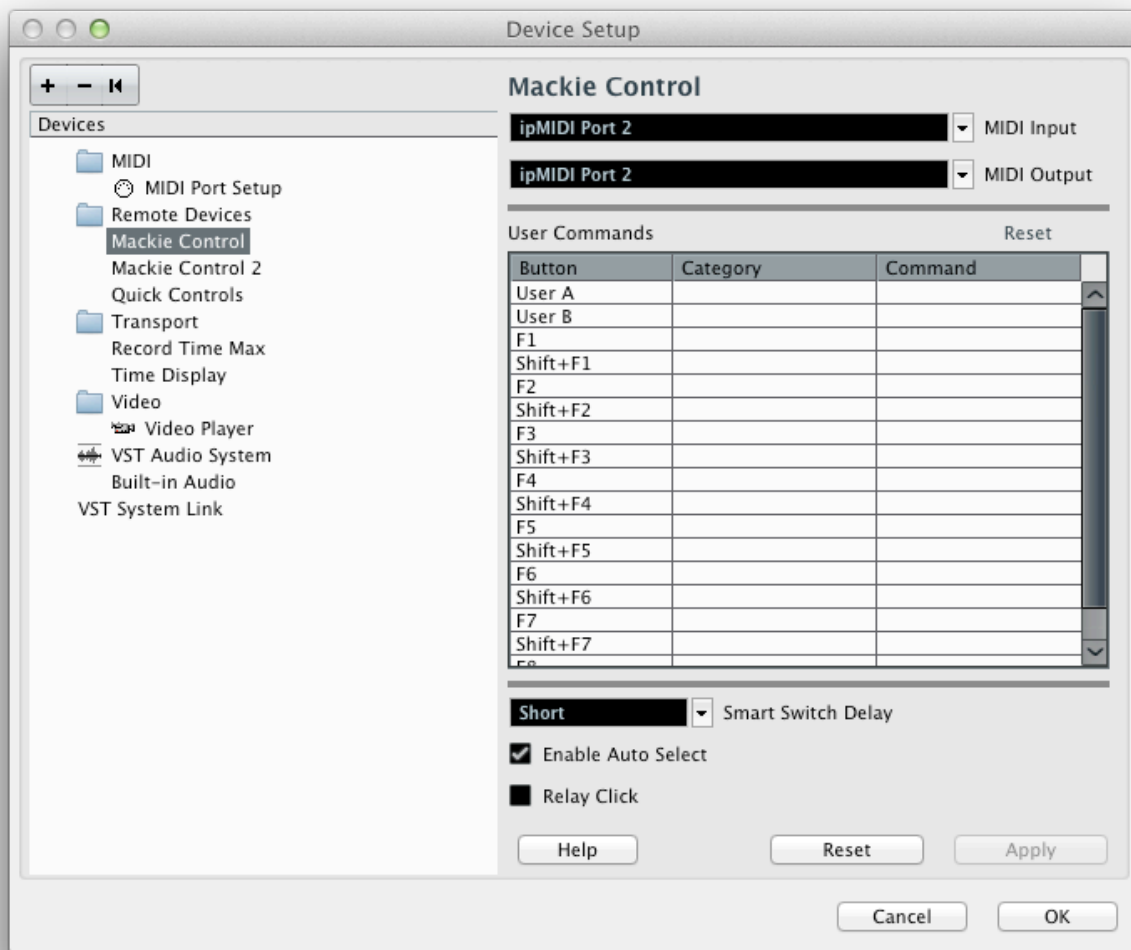 Device Setup
+ −
Devices
MIDI
MIDI Port Setup
Remote Devices
Mackie Control
Mackie Control 2
Quick Controls
Transport
Record Time Max
Time Display
Video
Video Player
VST Audio System
Built-in Audio
VST System Link
Mackie Control
ipMIDI Port 2 MIDI Input
ipMIDI Port 2 MIDI Output
User Commands Reset
Button Category Command
User A
User B
F1
Shift+F1
F2
Shift+F2
F3
Shift+F3
F4
Shift+F4
F5
Shift+F5
F6
Shift+F6
F7
Shift+F7
Short Smart Switch Delay
Enable Auto Select
Relay Click
Help Reset Apply
Cancel OK